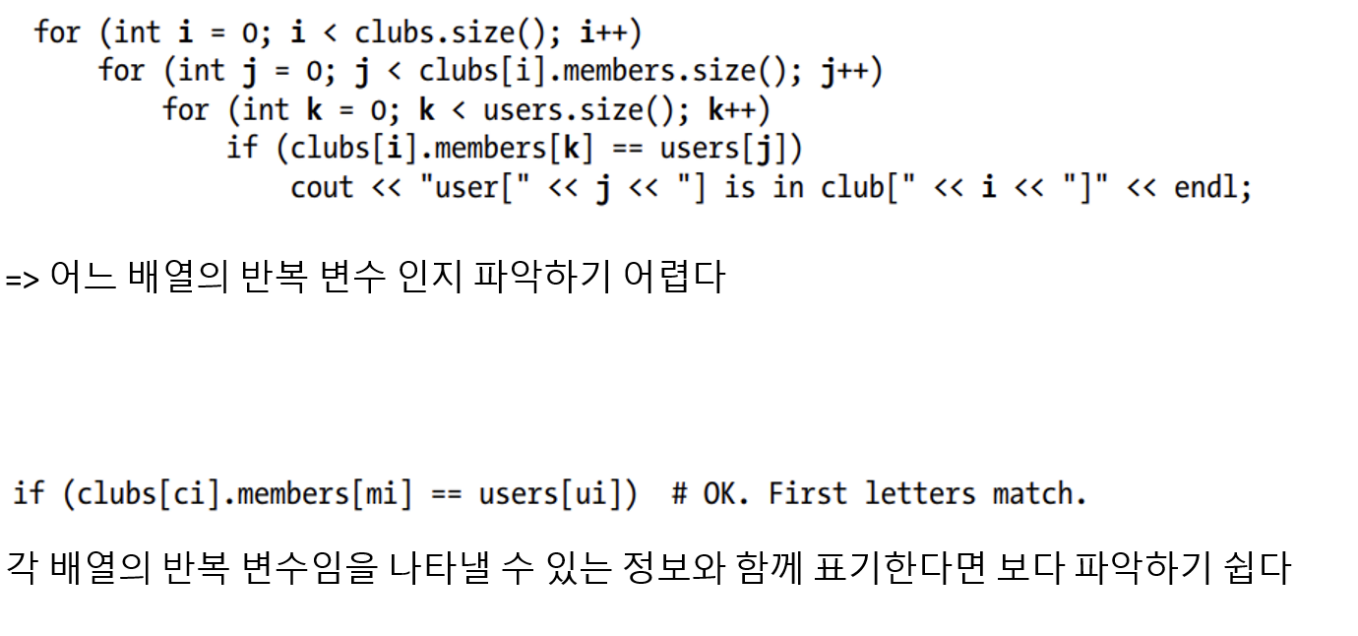 for (int i = 0; i < clubs.size(); i++)
for (int j = 0; j < clubs[i].members.size(); j++)
for (int k = 0; k < users.size(); k++)
if (clubs[i].members[k] == users[j])
cout << "user[" << j << "] is in club[" << i << "]" << endl;
=> 어느 배열의 반복 변수 인지 파악하기 어렵다
if (clubs[ci].members[mi] == users[ui]) # OK. First letters match.
각 배열의 반복 변수임을 나타낼 수 있는 정보와 함께 표기한다면 보다 파악하기 쉽다